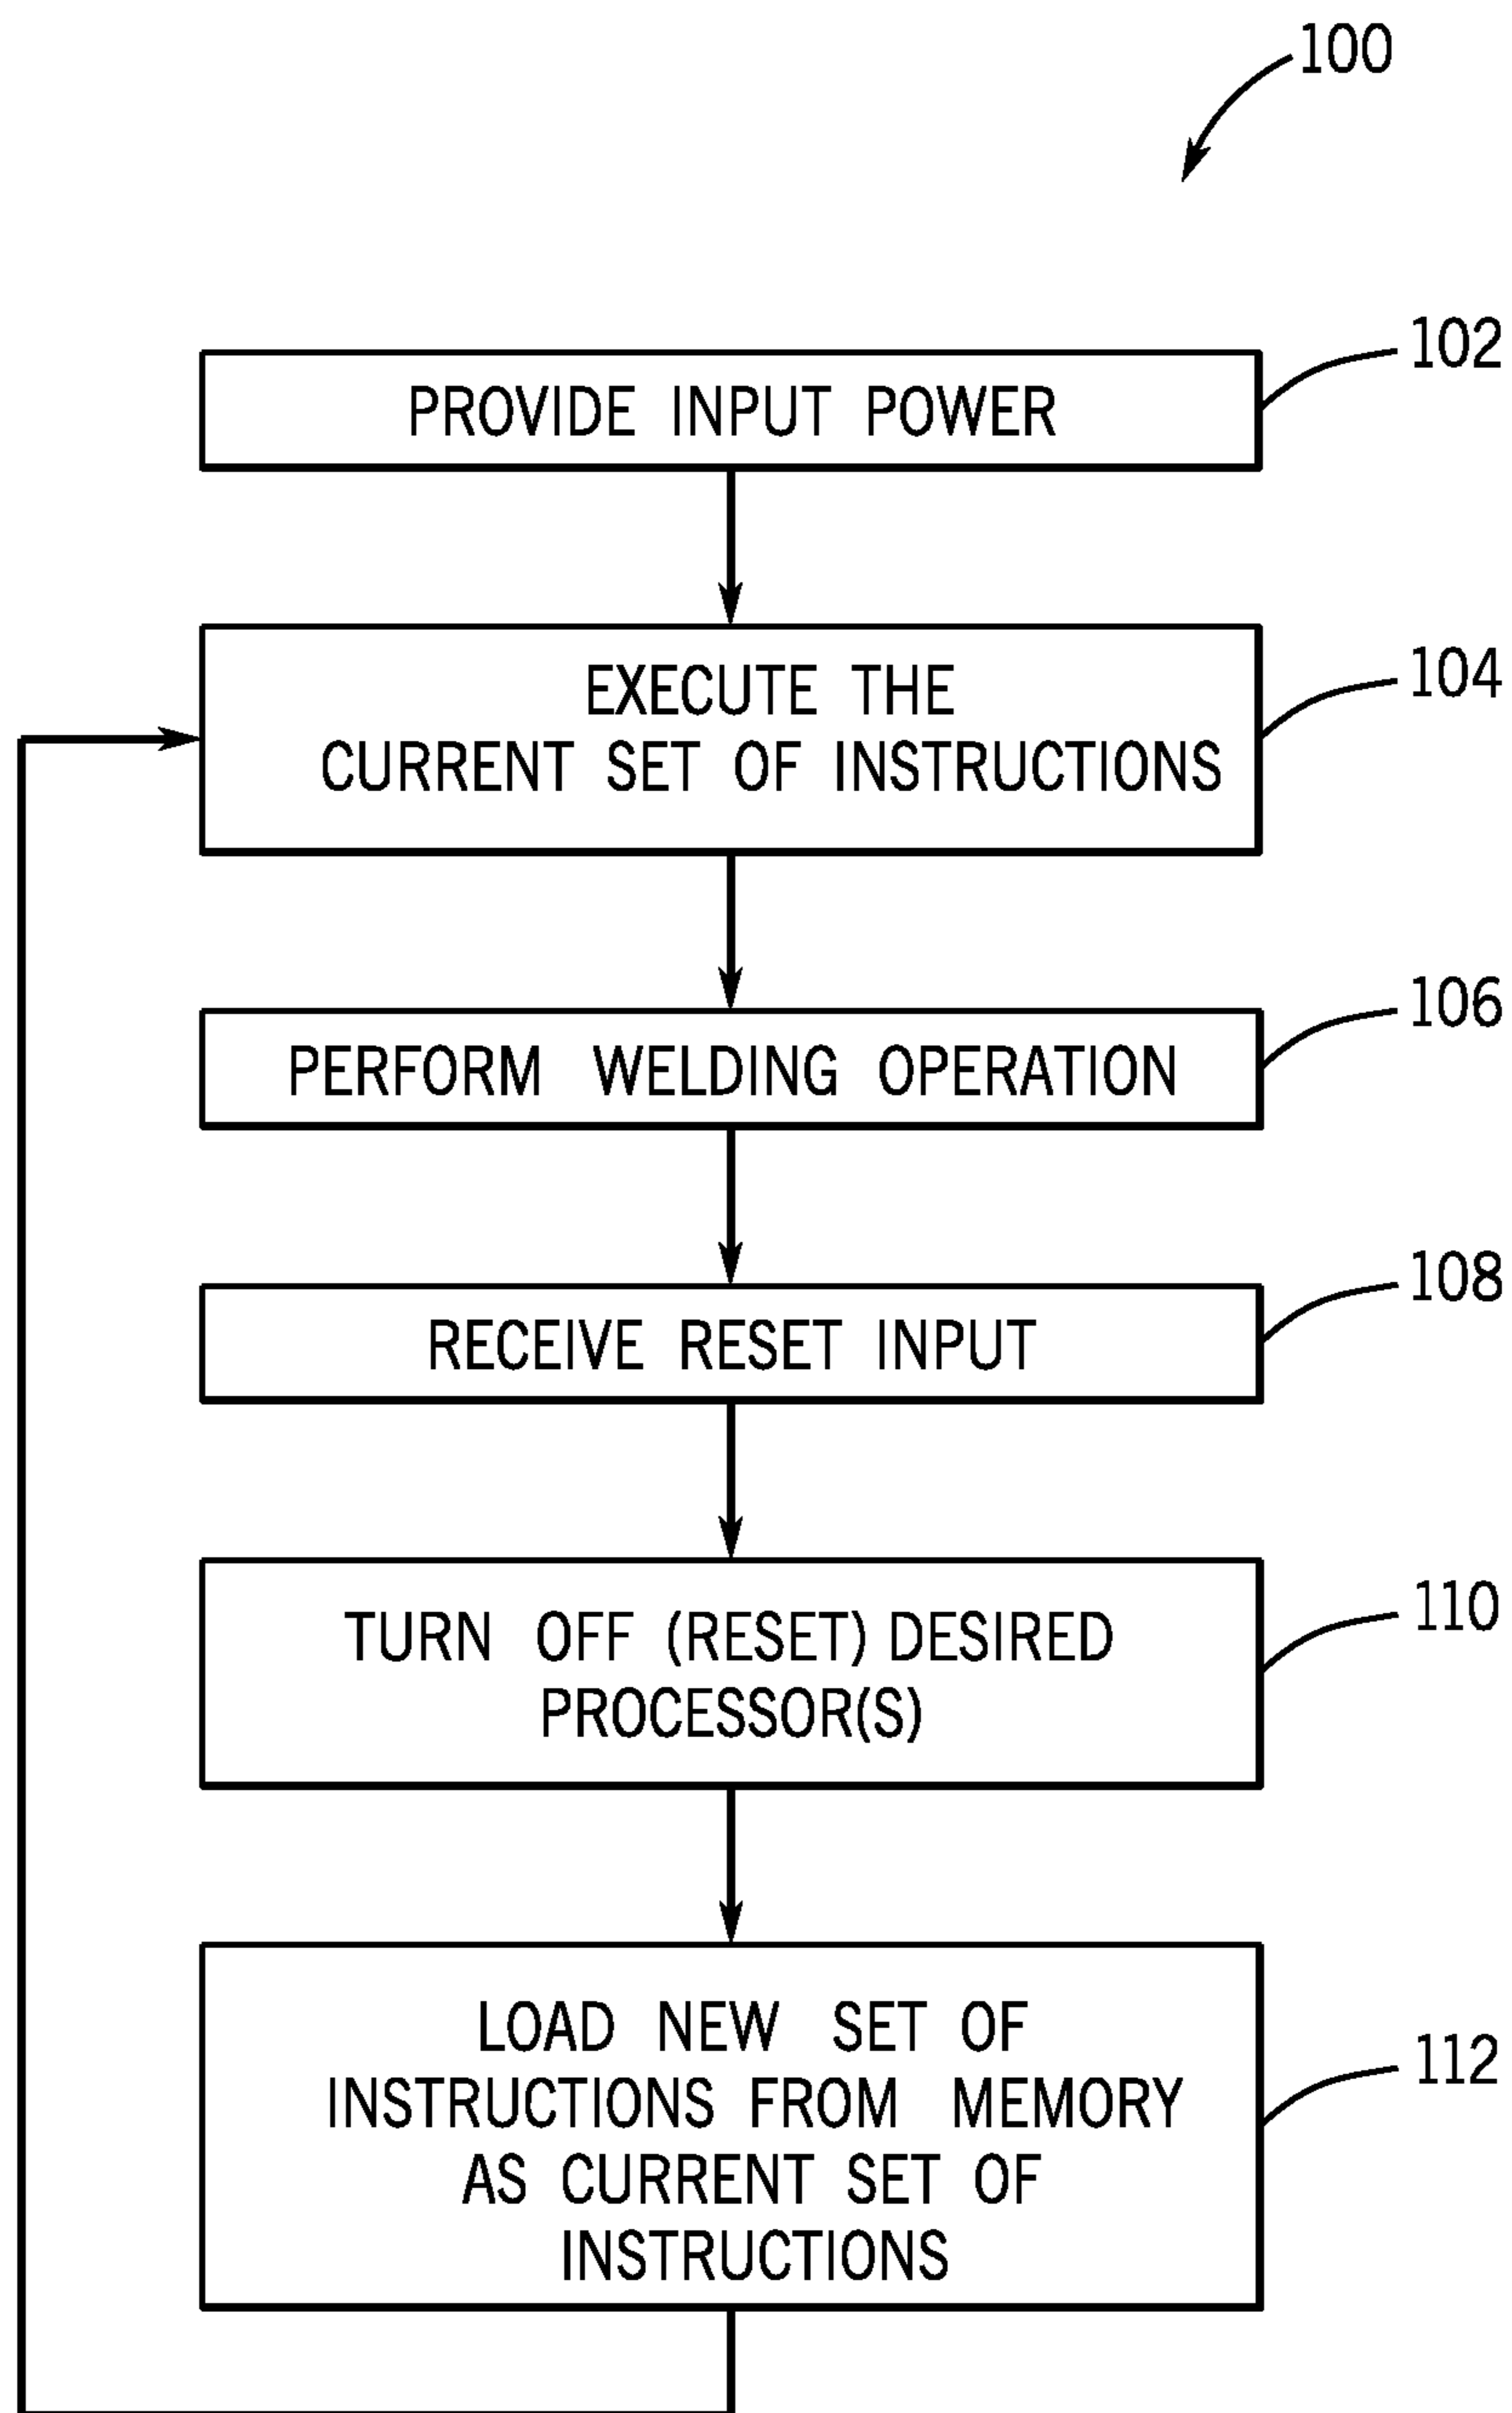 100
PROVIDE INPUT POWER
102
EXECUTE THE
CURRENT SET OF INSTRUCTIONS
104
PERFORM WELDING OPERATION
106
RECEIVE RESET INPUT
108
TURN OFF (RESET) DESIRED
PROCESSOR(S)
110
LOAD NEW SET OF
INSTRUCTIONS FROM MEMORY
AS CURRENT SET OF
INSTRUCTIONS
112